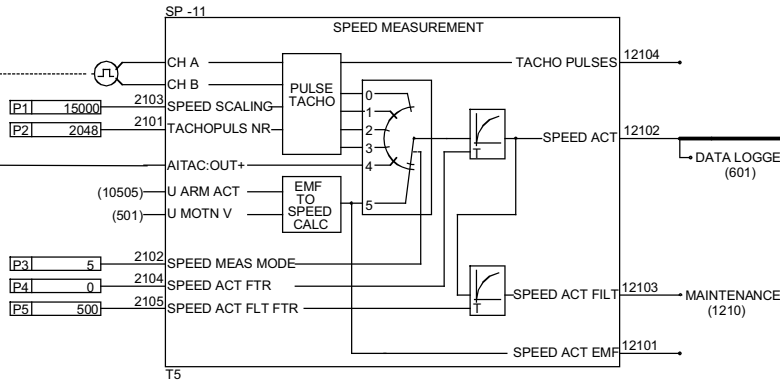 SP -11
SPEED MEASUREMENT
CH A
CH B
TACHO PULSES 12104
P1 15000 2103 SPEED SCALING
P2 2048 2101 TACHOPULS NR
PULSE TACHO
0
1
2
3
4
5
T
SPEED ACT 12102
DATA LOGGE
(601)
AITAC:OUT+
(10505) U ARM ACT
(501) U MOTN V
EMF TO SPEED CALC
P3 5 2102 SPEED MEAS MODE
P4 0 2104 SPEED ACT FTR
P5 500 2105 SPEED ACT FLT FTR
T
SPEED ACT FILT 12103
MAINTENANCE
(1210)
SPEED ACT EMF 12101
T5